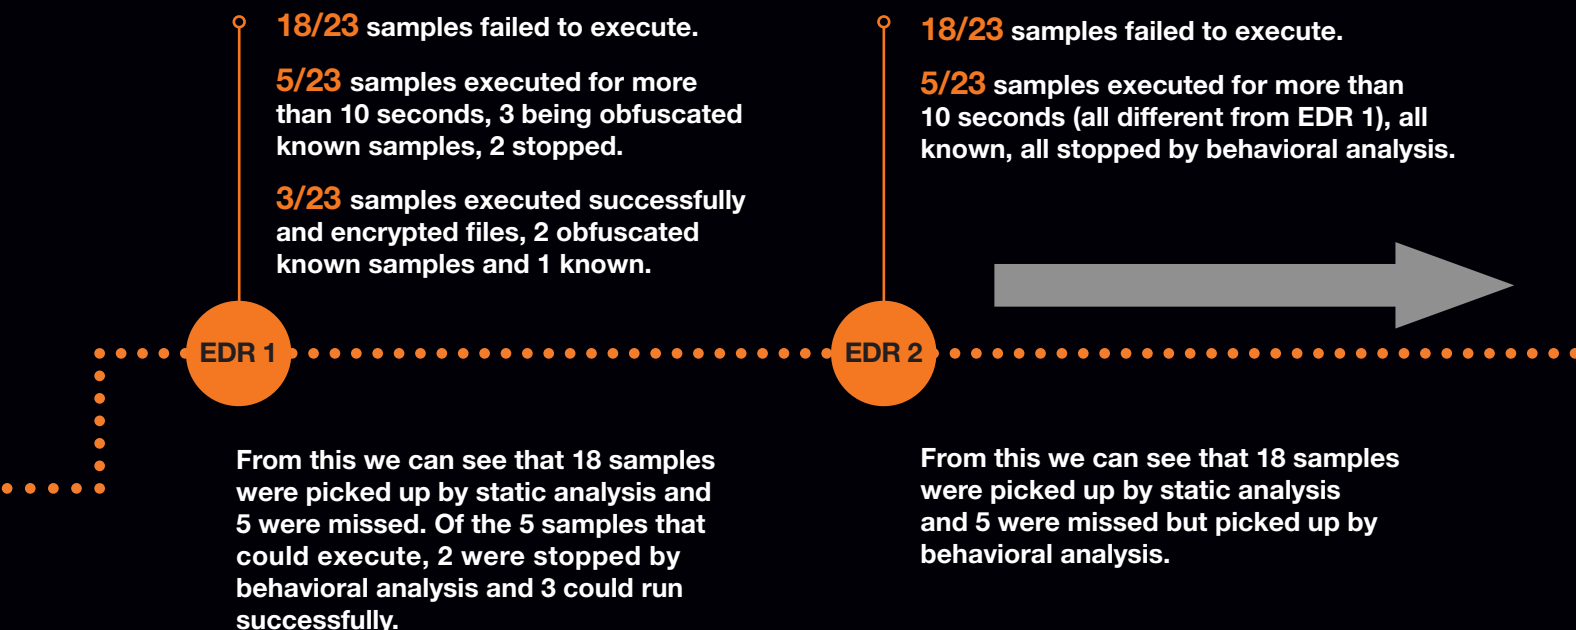 18/23 samples failed to execute.
5/23 samples executed for more
than 10 seconds, 3 being obfuscated
known samples, 2 stopped.
3/23 samples executed successfully
and encrypted files, 2 obfuscated
known samples and 1 known.
EDR 1
From this we can see that 18 samples
were picked up by static analysis and
5 were missed. Of the 5 samples that
could execute, 2 were stopped by
behavioral analysis and 3 could run
successfully.
18/23 samples failed to execute.
5/23 samples executed for more than
10 seconds (all different from EDR 1), all
known, all stopped by behavioral analysis.
EDR 2
From this we can see that 18 samples
were picked up by static analysis
and 5 were missed but picked up by
behavioral analysis.